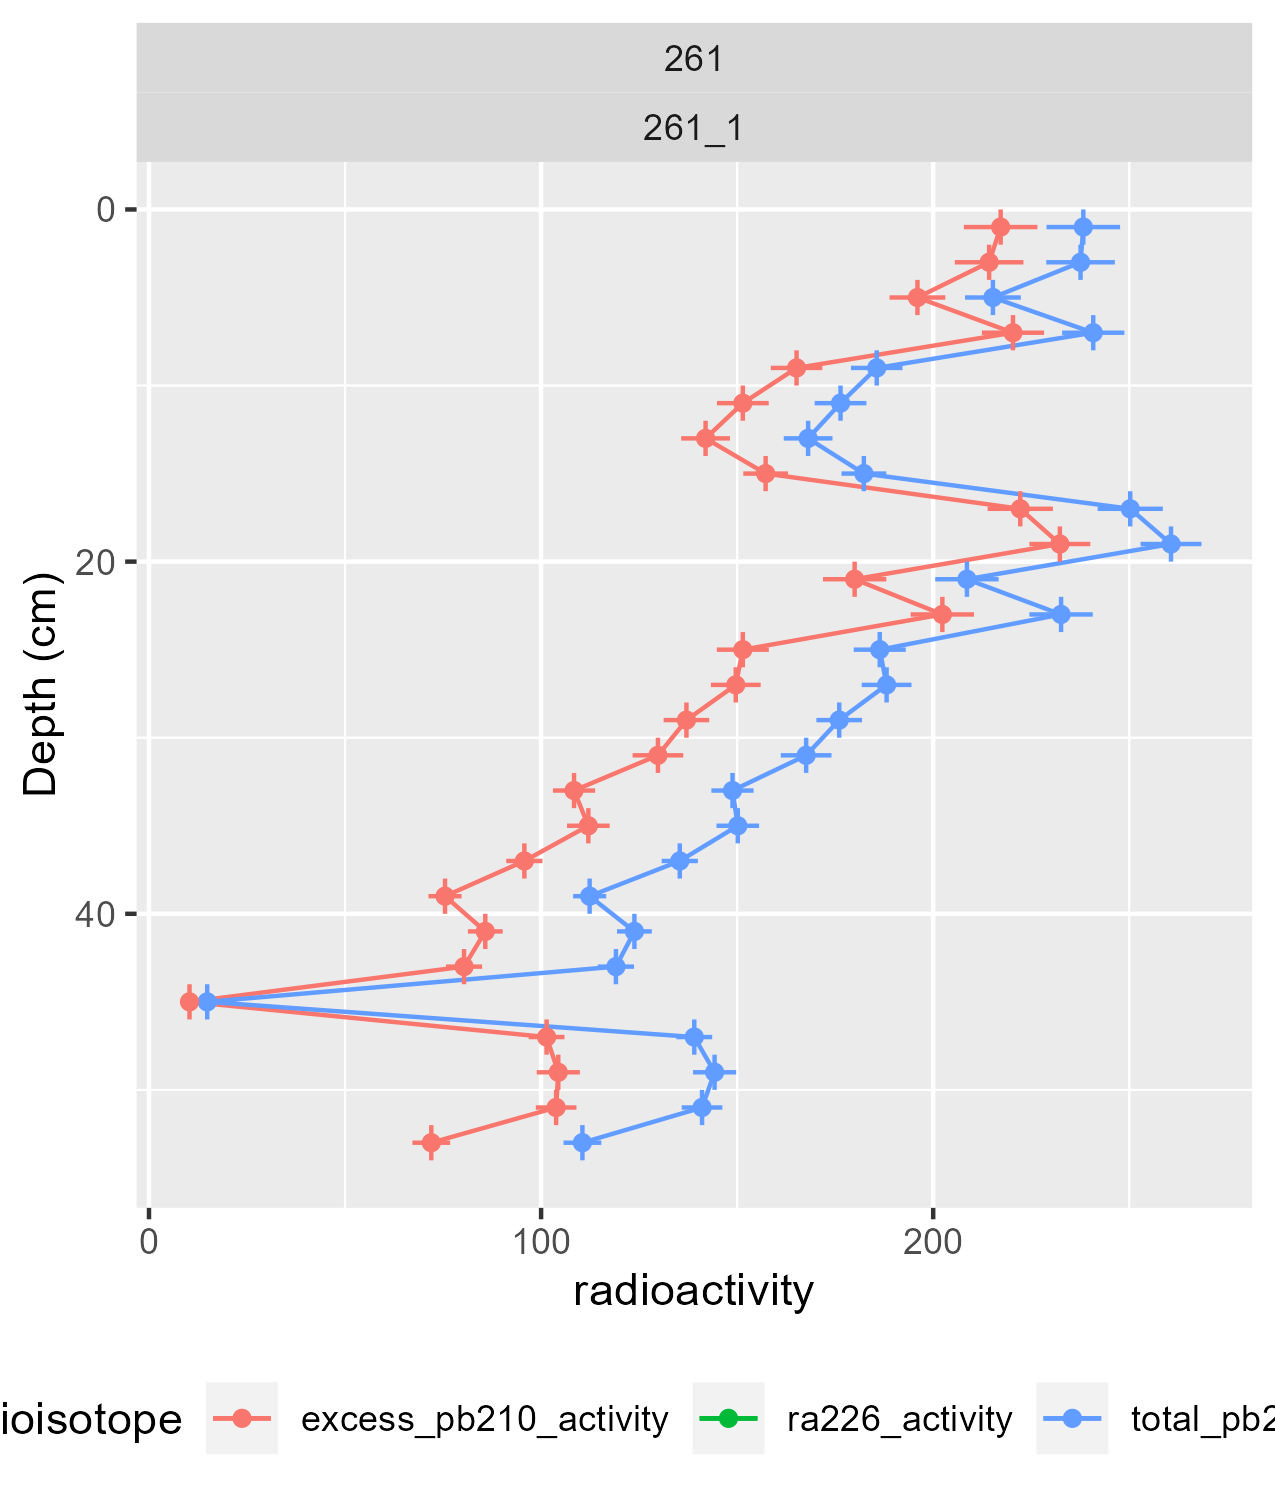 261
261_1
0
20
40
Depth (cm)
0 100 200
radioactivity
ioisotope excess_pb210_activity ra226_activity total_pb2